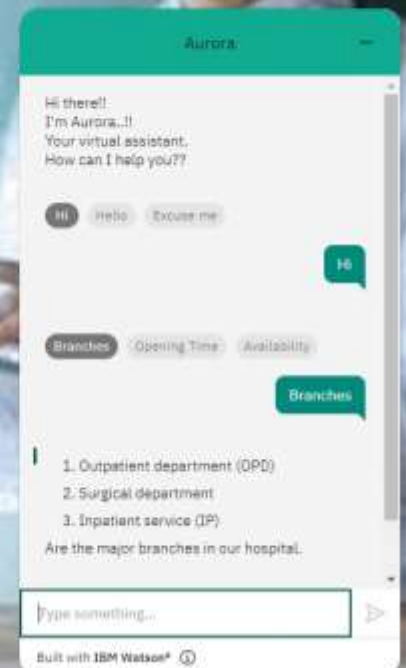 Aurora
Hi there!!
I'm Aurora..!!
Your virtual assistant.
How can I help you??
Hi Hello Excuse me
Hi
Branches Opening Time Availability
Branches
1. Outpatient department (OPD)
2. Surgical department
3. Inpatient service (IP)
Are the major branches in our hospital.
Type something...
Built with IBM Watson®